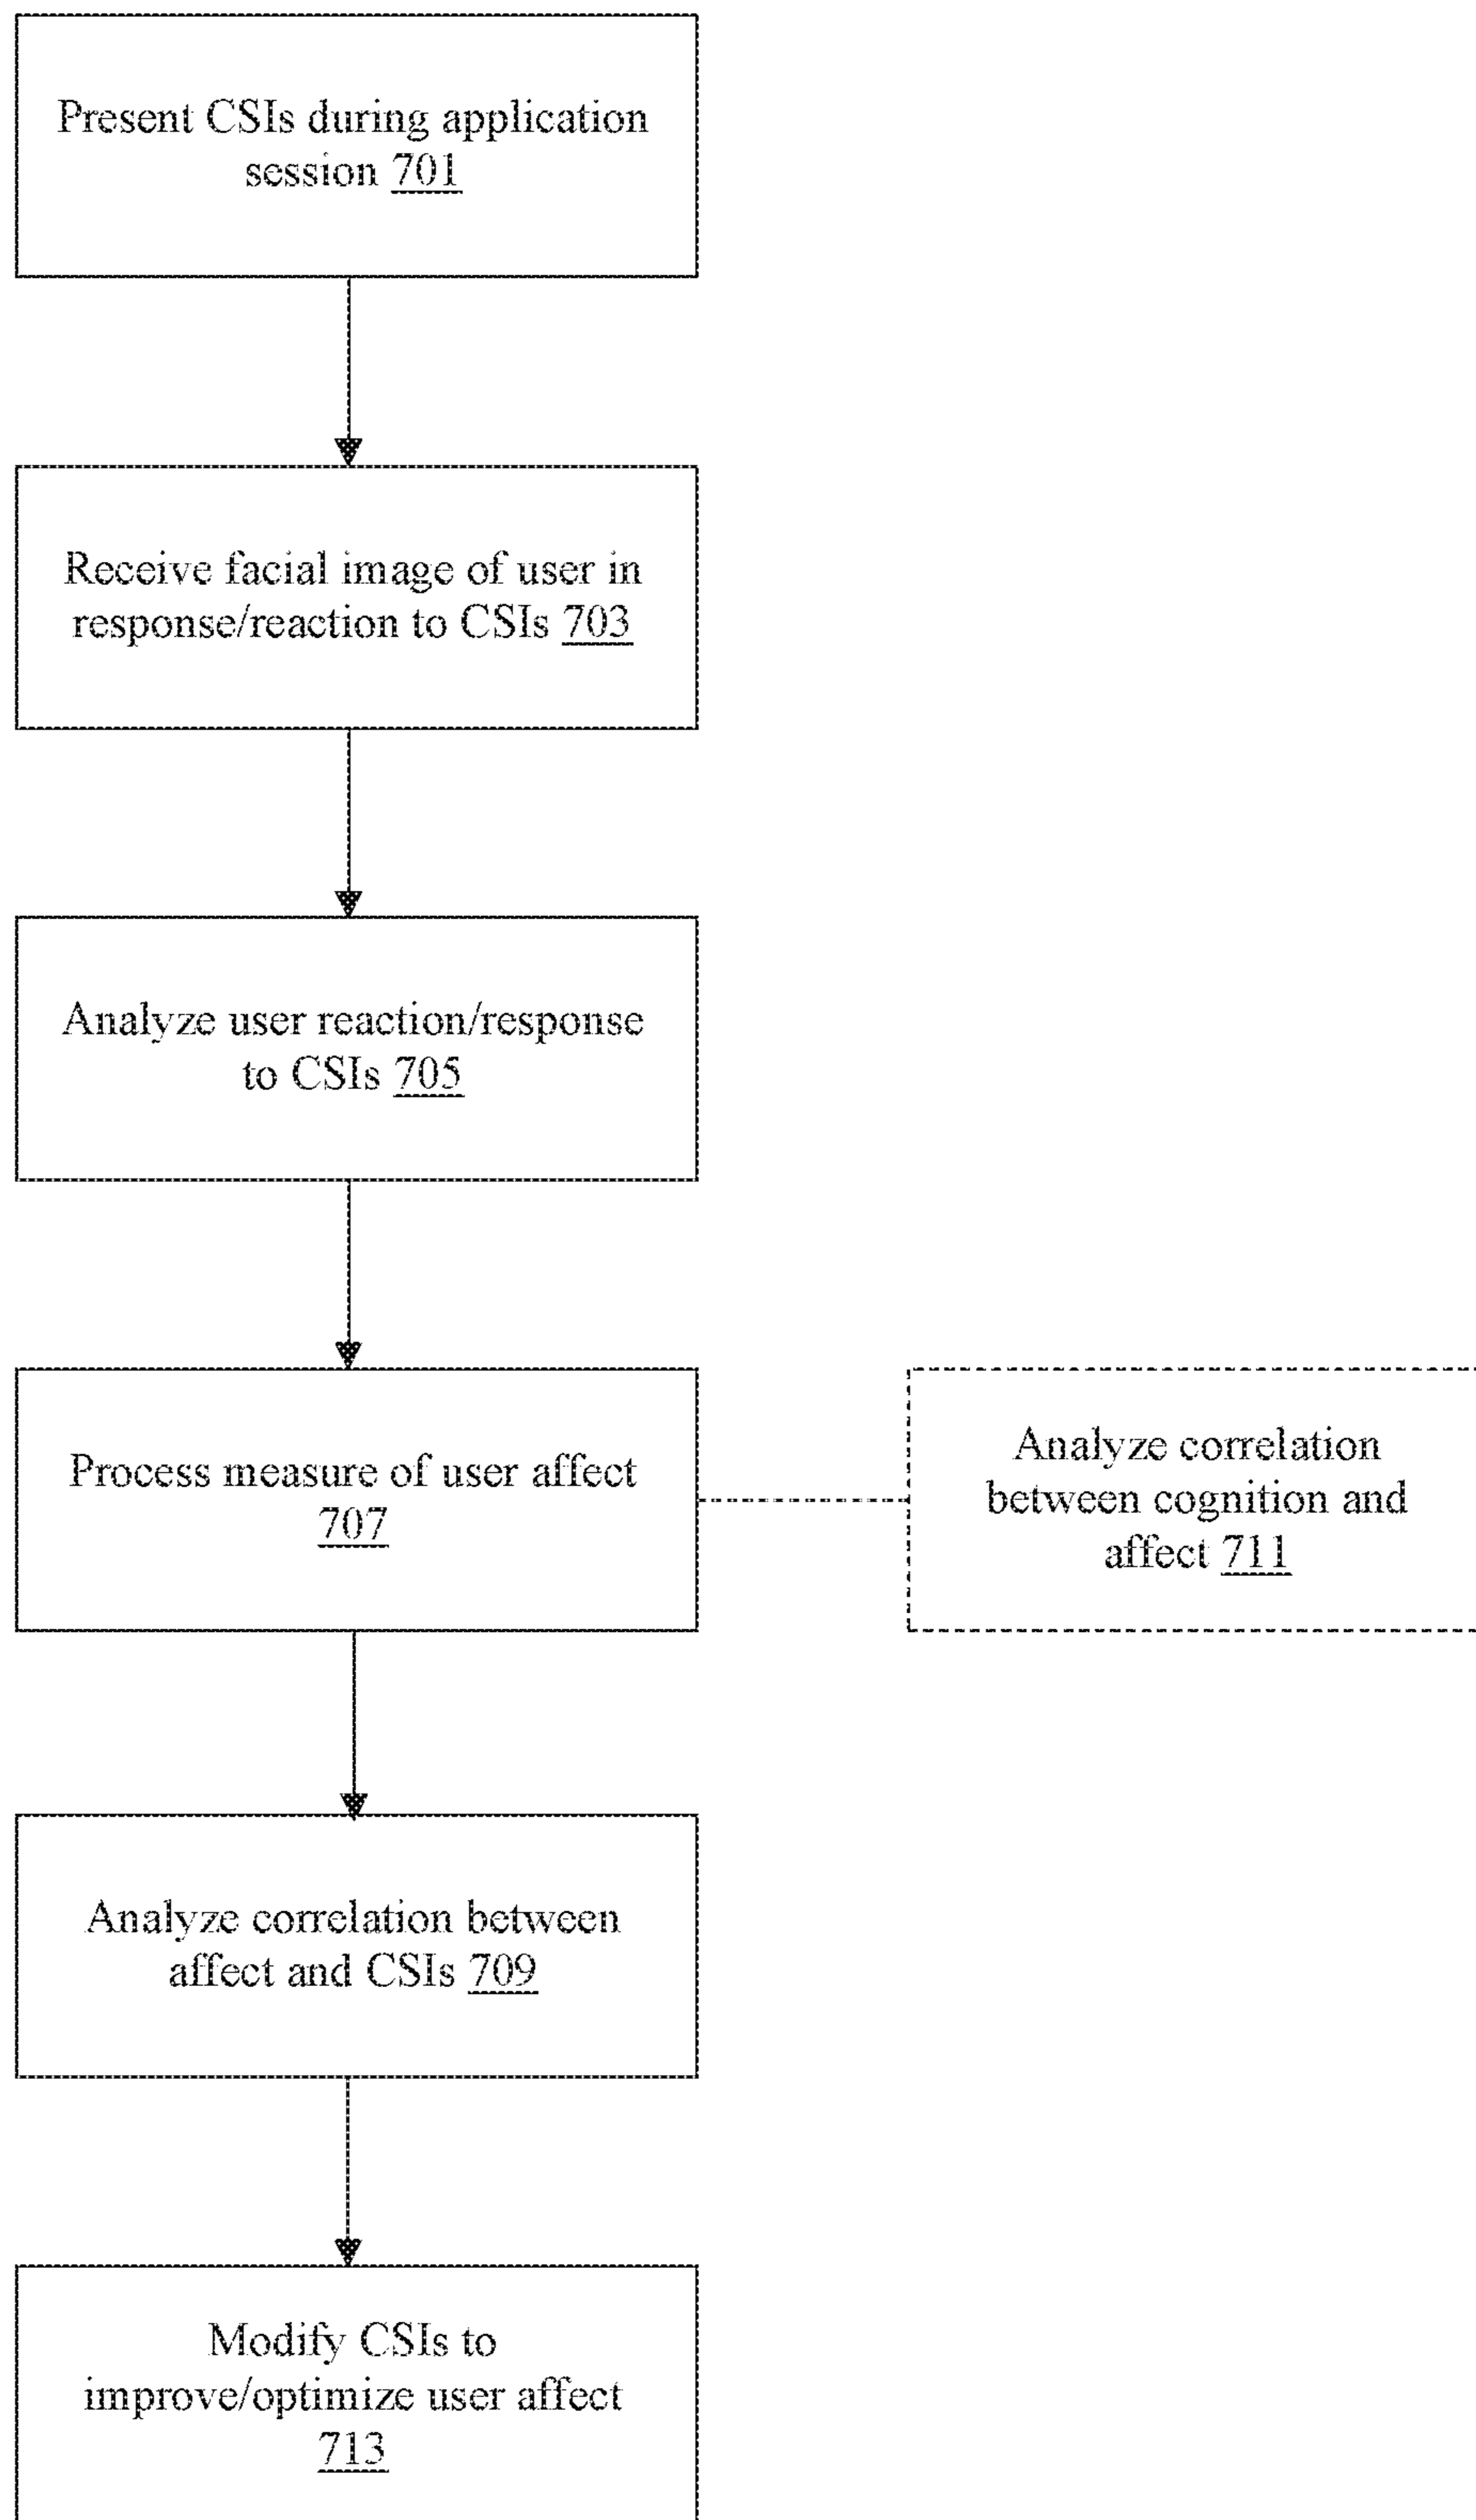 Present CSIs during application
session 701
Receive facial image of user in
response/reaction to CSIs 703
Analyze user reaction/response
to CSIs 705
Process measure of user affect
707
Analyze correlation
between cognition and
affect 711
Analyze correlation between
affect and CSIs 709
Modify CSIs to
improve/optimize user affect
713